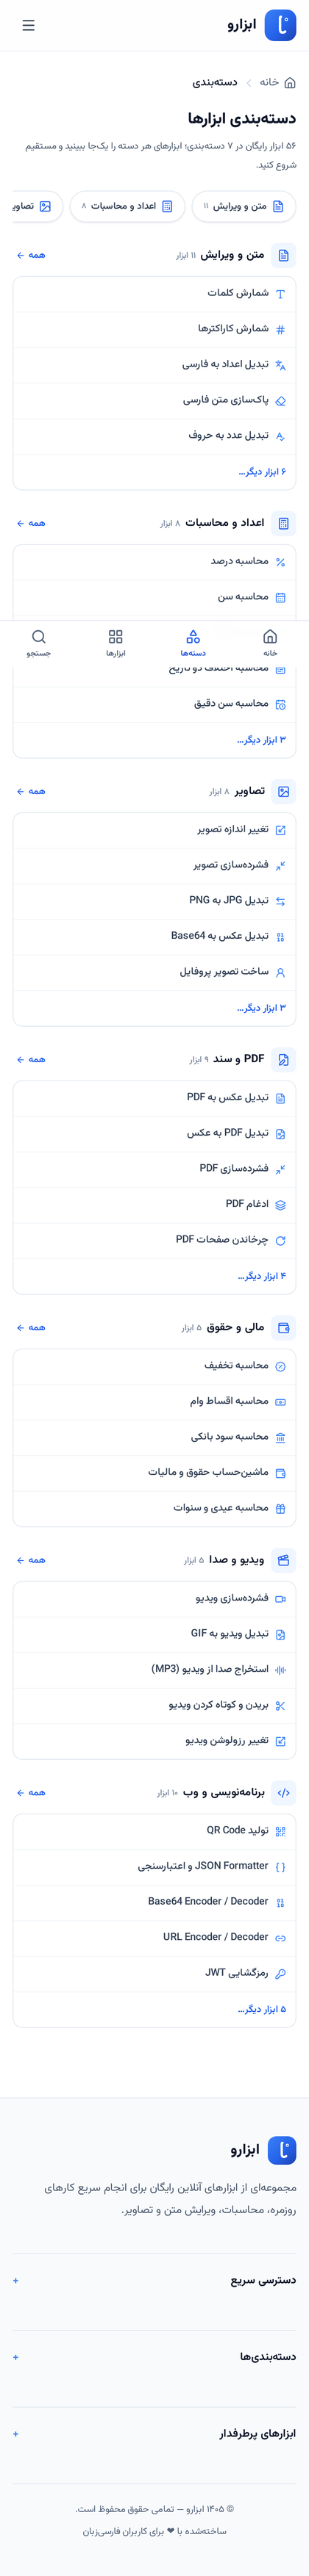 ابزارو
خانه
دسته‌بندی
دسته‌بندی ابزارها
۵۶ ابزار رایگان در ۷ دسته‌بندی؛ ابزارهای هر دسته را یک‌جا ببینید و مستقیم
شروع کنید.
متن و ویرایش ۱۱
اعداد و محاسبات ۸
متن و ویرایش ۱۱ ابزار
همه
شمارش کلمات
شمارش کاراکترها
تبدیل اعداد به فارسی
پاک‌سازی متن فارسی
تبدیل عدد به حروف
۶ ابزار دیگر…
اعداد و محاسبات ۸ ابزار
همه
محاسبه درصد
محاسبه سن
خانه
دسته‌ها
ابزارها
جستجو
محاسبه سن دقیق
۳ ابزار دیگر…
تصاویر ۸ ابزار
همه
تغییر اندازه تصویر
فشرده‌سازی تصویر
تبدیل JPG به PNG
تبدیل عکس به Base64
ساخت تصویر پروفایل
۳ ابزار دیگر…
PDF و سند ۹ ابزار
همه
تبدیل عکس به PDF
تبدیل PDF به عکس
فشرده‌سازی PDF
ادغام PDF
چرخاندن صفحات PDF
۴ ابزار دیگر…
مالی و حقوق ۵ ابزار
همه
محاسبه تخفیف
محاسبه اقساط وام
محاسبه سود بانکی
ماشین‌حساب حقوق و مالیات
محاسبه عیدی و سنوات
ویدیو و صدا ۵ ابزار
همه
فشرده‌سازی ویدیو
تبدیل ویدیو به GIF
استخراج صدا از ویدیو (MP3)
بریدن و کوتاه کردن ویدیو
تغییر رزولوشن ویدیو
برنامه‌نویسی و وب ۱۰ ابزار
همه
تولید QR Code
JSON Formatter و اعتبارسنجی
Base64 Encoder / Decoder
URL Encoder / Decoder
رمزگشایی JWT
۵ ابزار دیگر…
ابزارو
مجموعه‌ای از ابزارهای آنلاین رایگان برای انجام سریع کارهای
روزمره، محاسبات، ویرایش متن و تصاویر.
دسترسی سریع +
دسته‌بندی‌ها +
ابزارهای پرطرفدار +
© ۱۴۰۵ ابزارو — تمامی حقوق محفوظ است.
ساخته‌شده با ❤ برای کاربران فارسی‌زبان